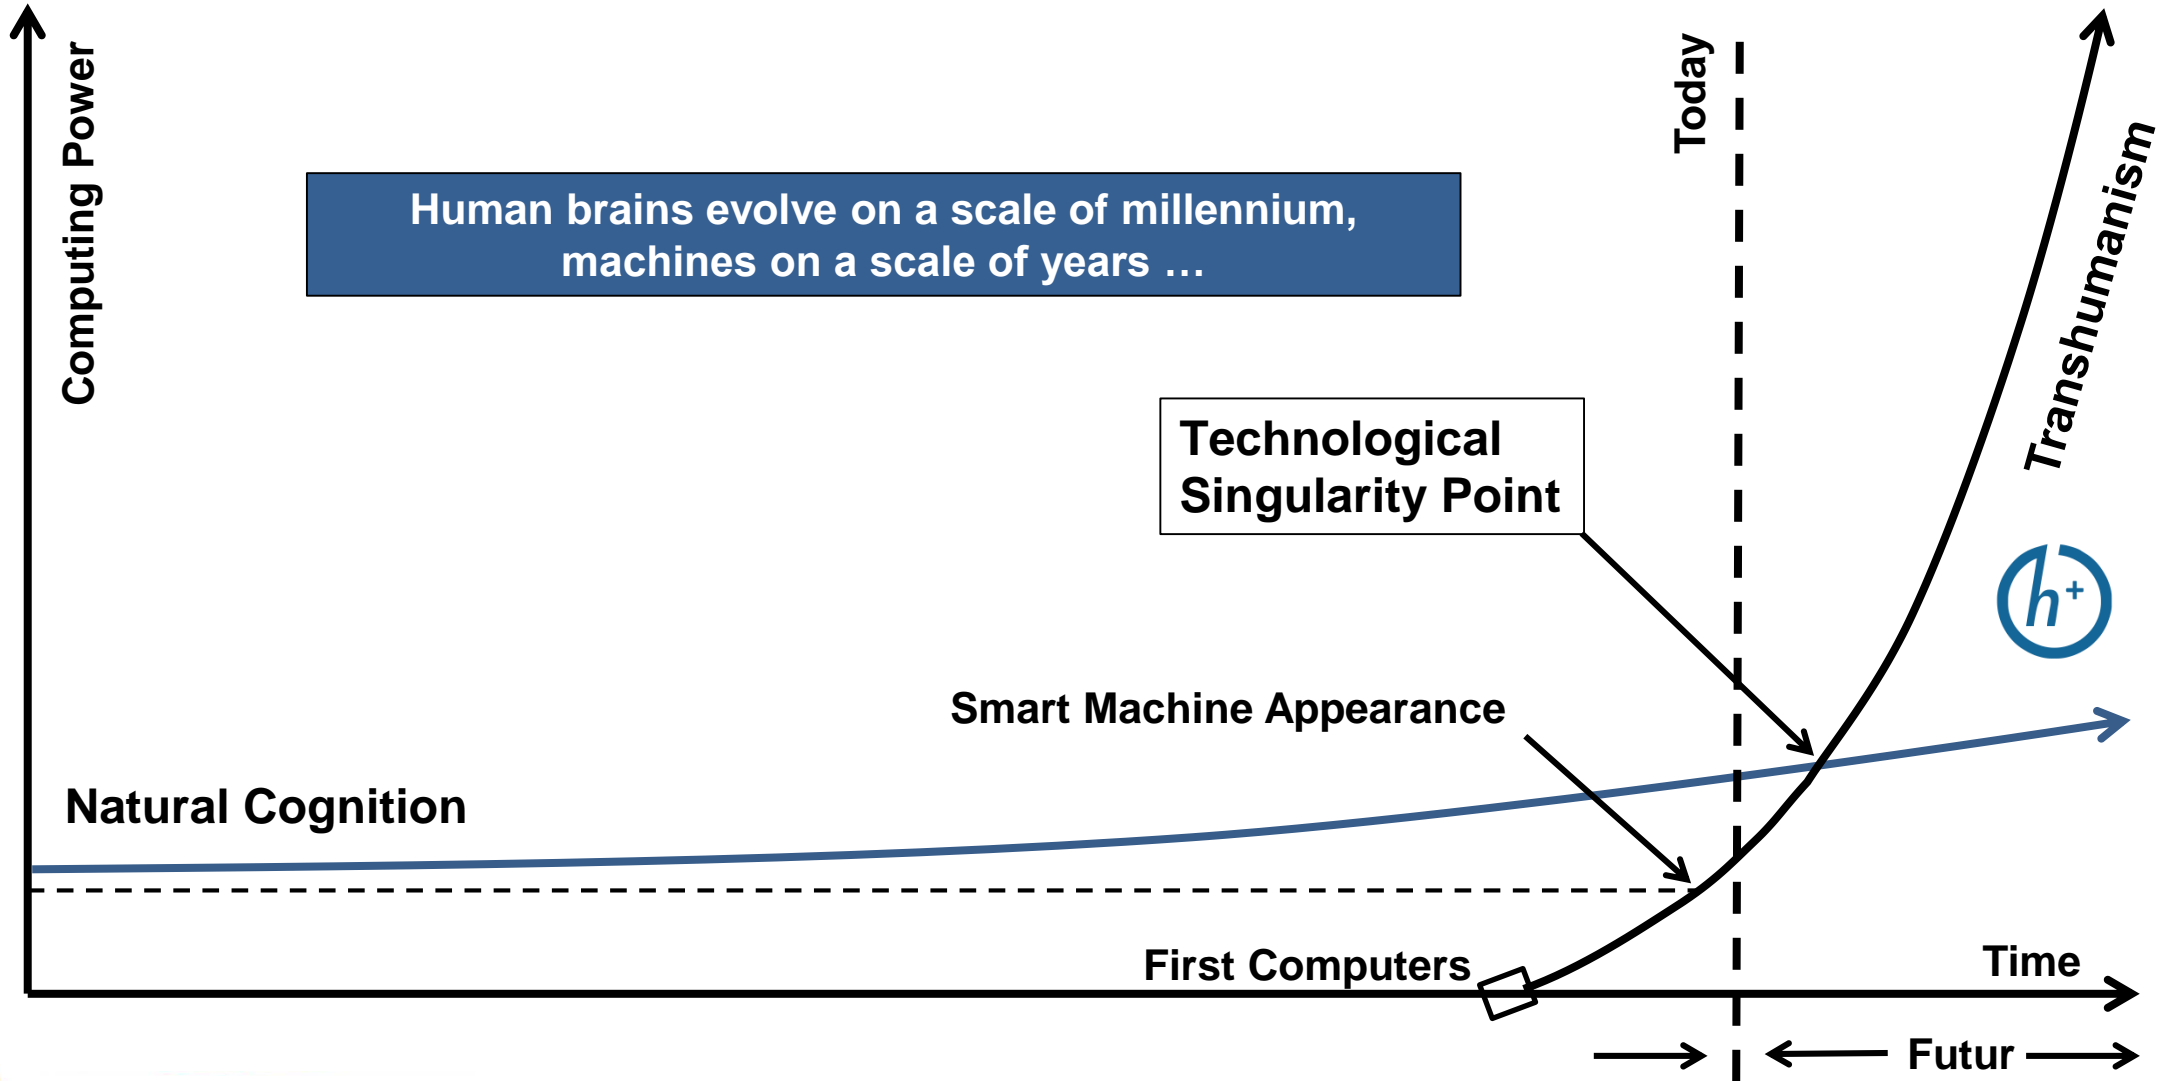 Computing Power
Today
Human brains evolve on a scale of millennium,
machines on a scale of years …
Transhumanism
Technological
Singularity Point
h+
Smart Machine Appearance
Natural Cognition
First Computers
Time
Futur